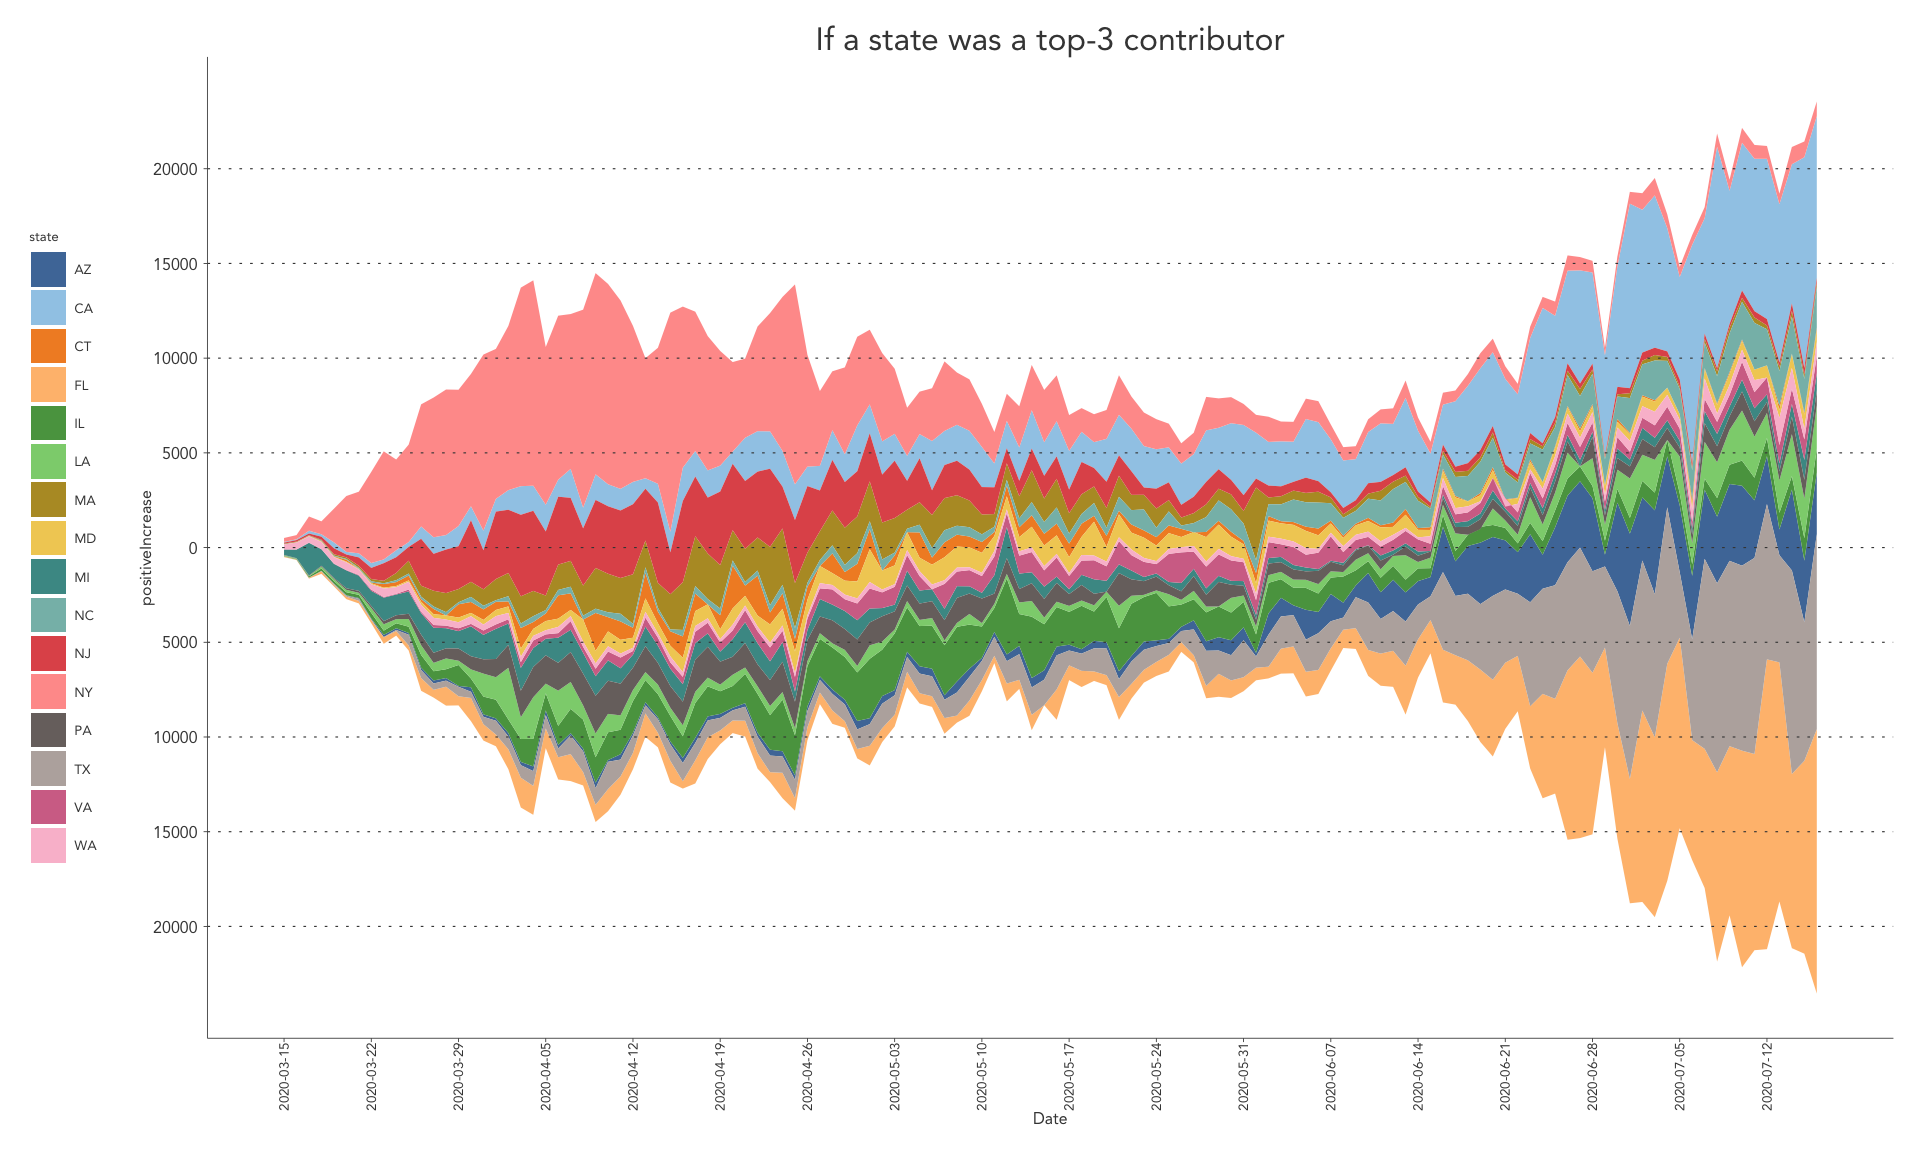 If a state was a top-3 contributor
state
AZ
CA
CT
FL
IL
LA
MA
MD
MI
NC
NJ
NY
PA
TX
VA
WA
positiveIncrease
20000
15000
10000
5000
0
5000
10000
15000
20000
2020-03-15
2020-03-22
2020-03-29
2020-04-05
2020-04-12
2020-04-19
2020-04-26
2020-05-03
2020-05-10
2020-05-17
2020-05-24
2020-05-31
2020-06-07
2020-06-14
2020-06-21
2020-06-28
2020-07-05
2020-07-12
Date